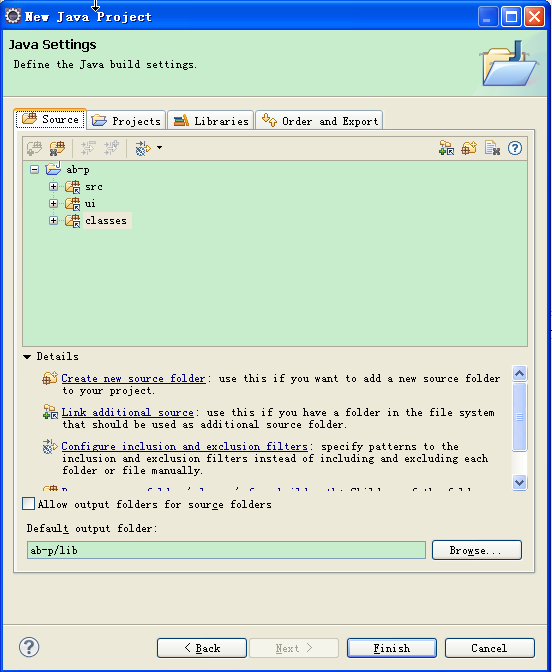 New Java Project
Java Settings
Define the Java build settings.
Source
Projects
Libraries
Order and Export
ab-p
src
ui
classes
Details
Create new source folder: use this if you want to add a new source folder
to your project.
Link additional source: use this if you have a folder in the file system
that should be used as additional source folder.
Configure inclusion and exclusion filters: specify patterns to the
inclusion and exclusion filters instead of including and excluding each
folder or file manually.
Allow output folders for source folders
Default output folder:
ab-p/lib
Browse...
< Back
Next >
Finish
Cancel